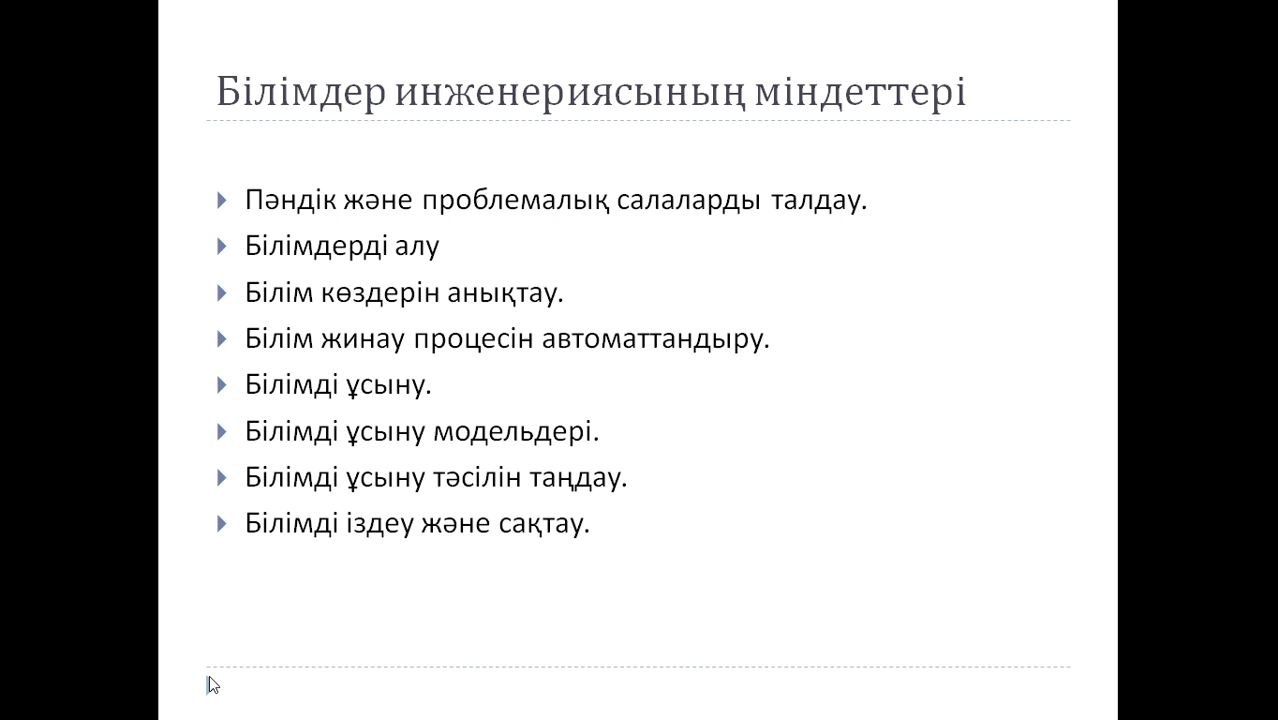 Білімдер инженериясының міндеттері
Пәндік және проблемалық салаларды талдау.
Білімдерді алу
Білім көздерін анықтау.
Білім жинау процесін автоматтандыру.
Білімді ұсыну.
Білімді ұсыну модельдері.
Білімді ұсыну тәсілін таңдау.
Білімді іздеу және сақтау.